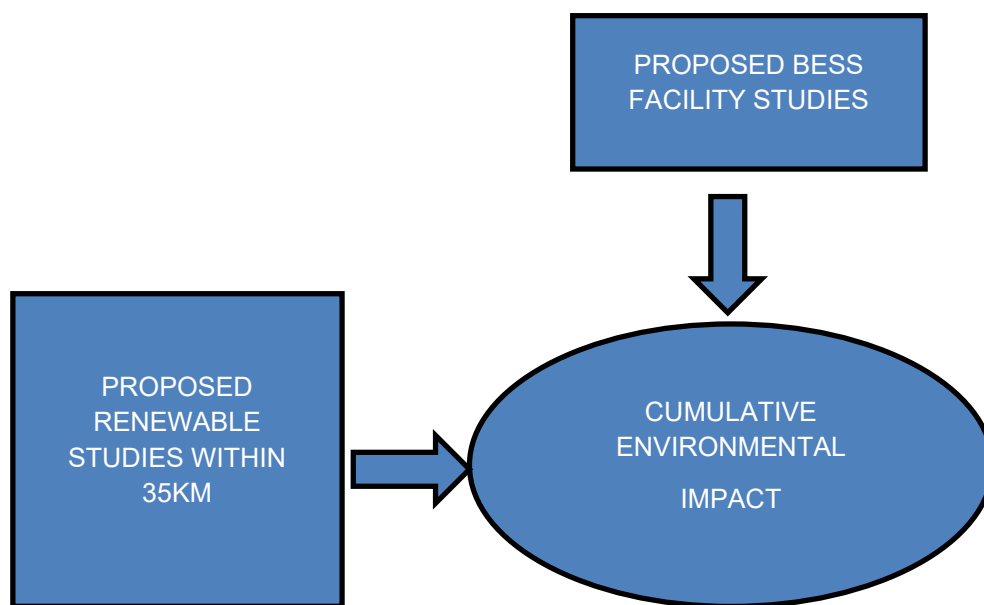 PROPOSED BESS
FACILITY STUDIES
PROPOSED
RENEWABLE
STUDIES WITHIN
35KM
CUMULATIVE
ENVIRONMENTAL
IMPACT